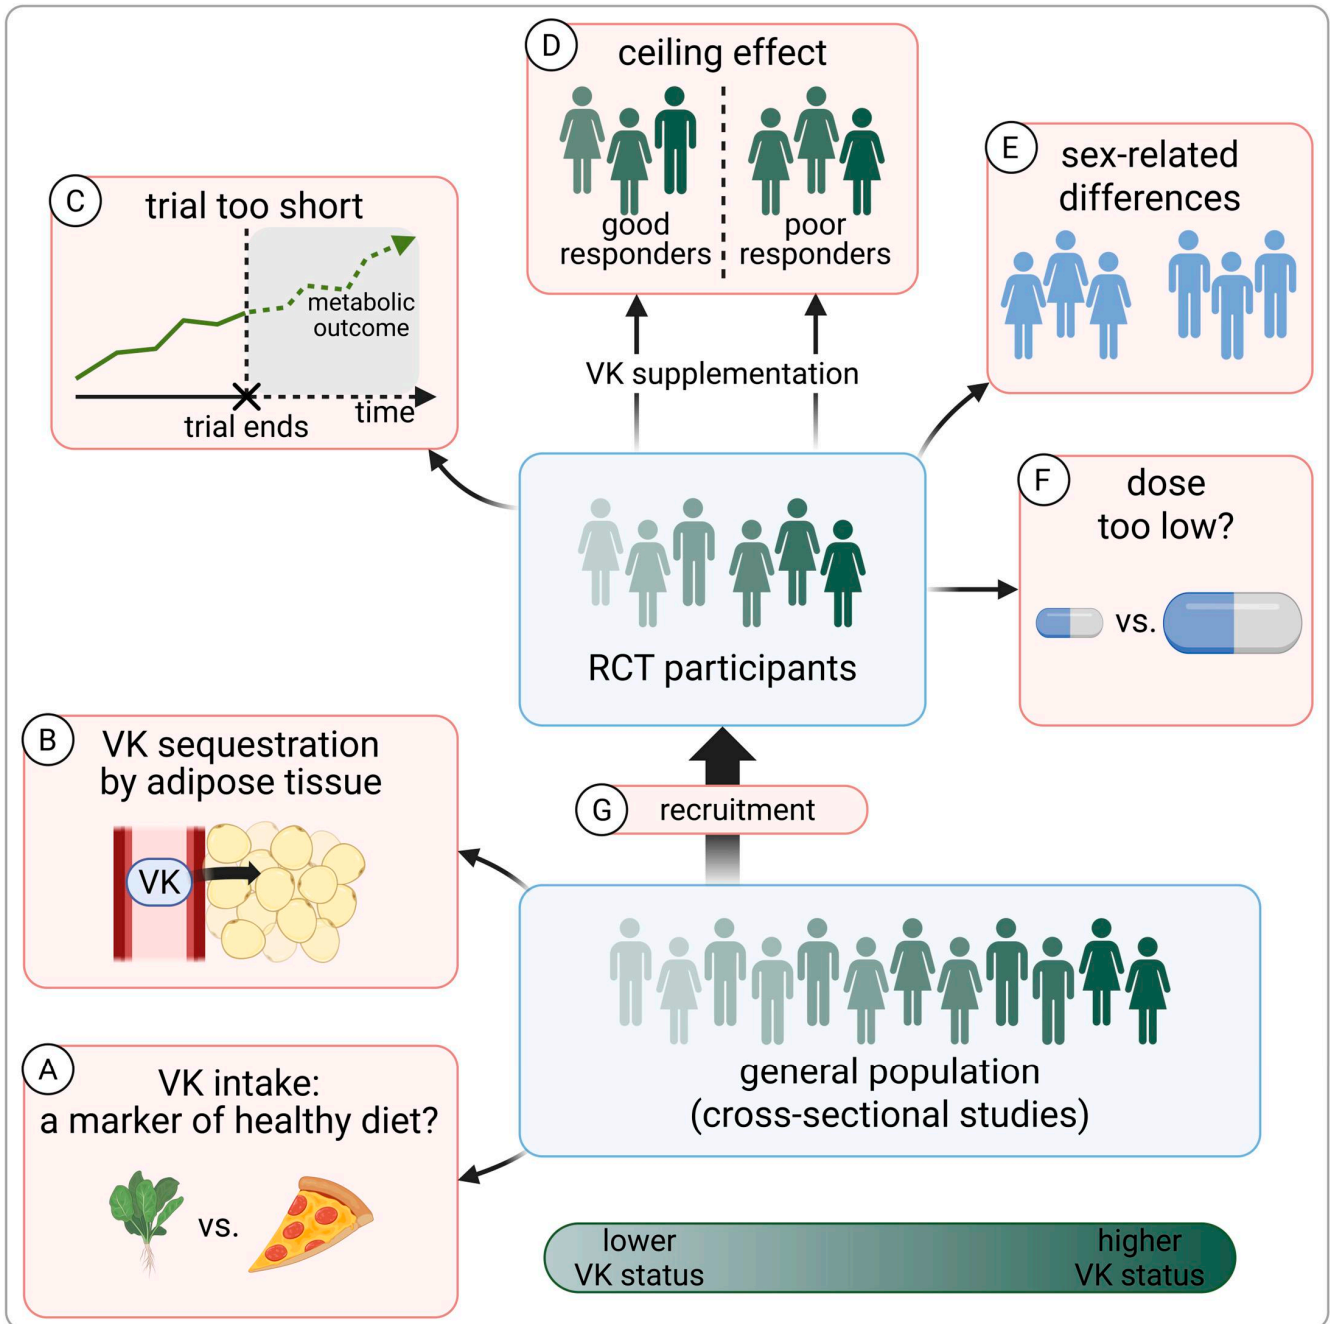 D
ceiling effect
good
responders
poor
responders
E
sex-related
differences
C
trial too short
metabolic
outcome
time
trial ends
VK supplementation
F
dose
too low?
vs.
RCT participants
B
VK sequestration
by adipose tissue
VK
G
recruitment
general population
(cross-sectional studies)
A
VK intake:
a marker of healthy diet?
vs.
lower
VK status
higher
VK status